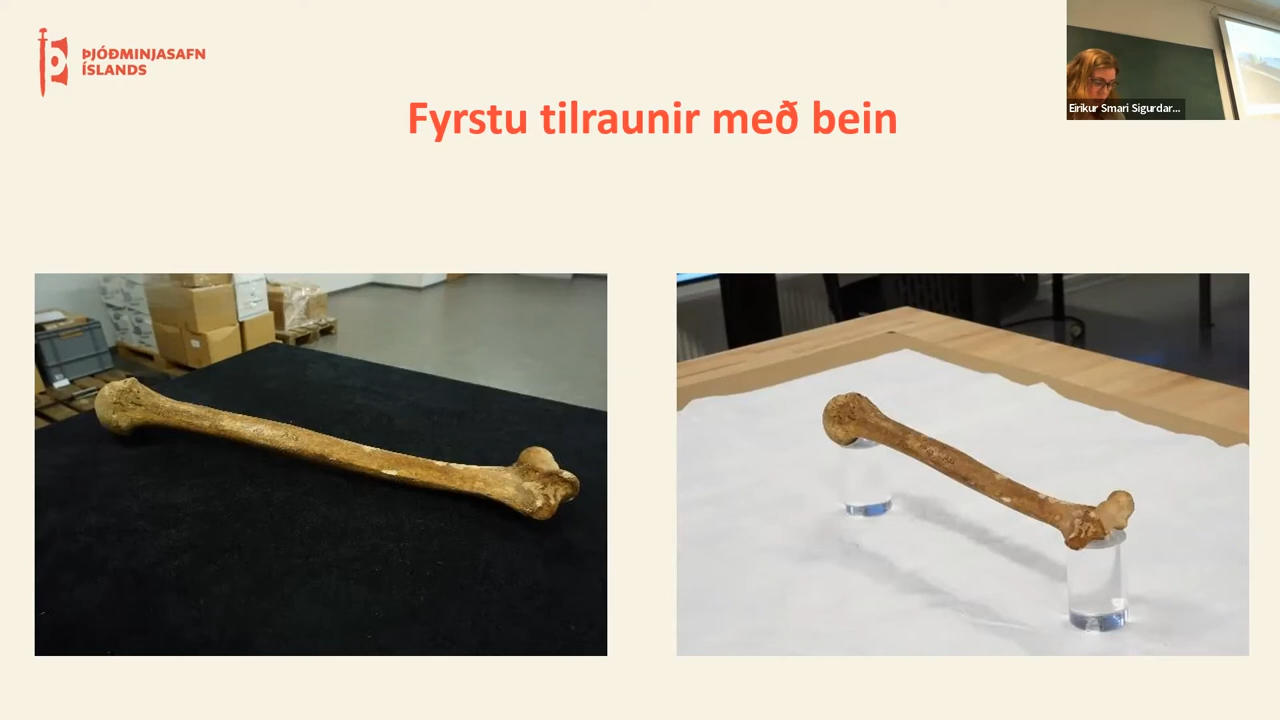 ÞJÓÐMINJASAFN
ÍSLANDS
Fyrstu tilraunir með bein
Eirikur Smari Sigurdar...